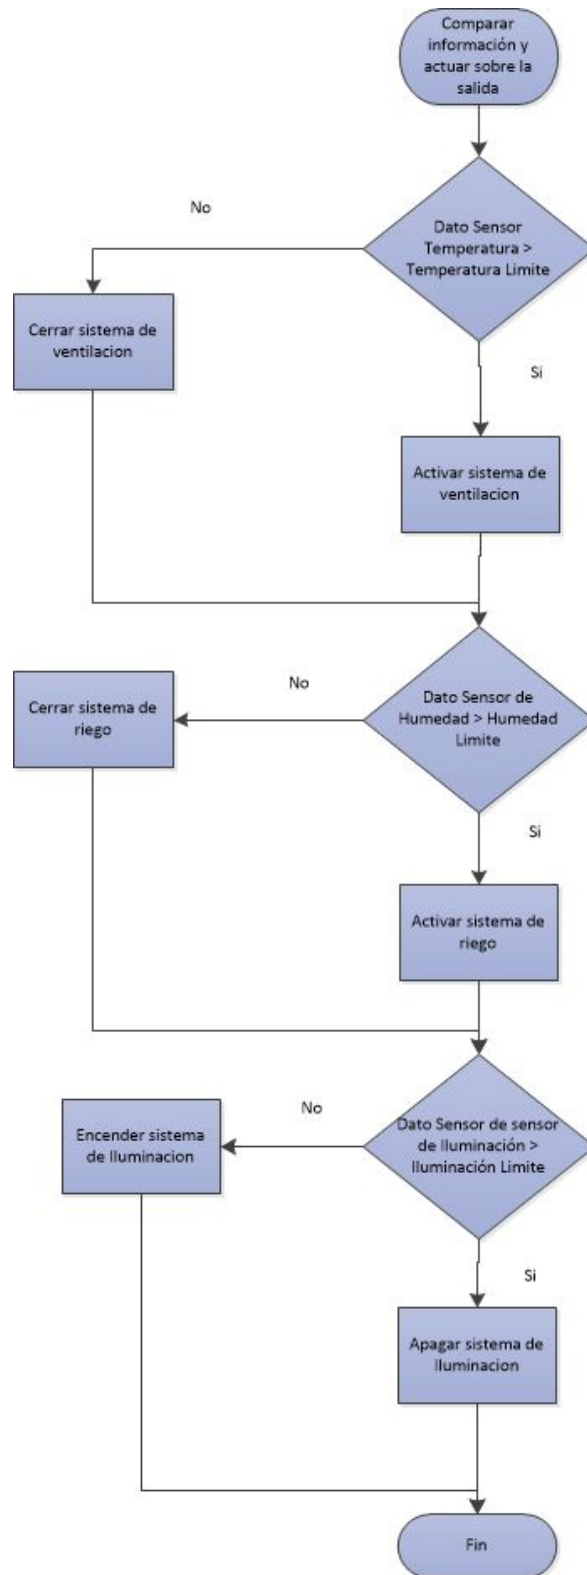 Comparar
información y
actuar sobre la
salida
Dato Sensor
Temperatura >
Temperatura Limite
No
Cerrar sistema de
ventilacion
Si
Activar sistema de
ventilacion
Dato Sensor de
Humedad > Humedad
Limite
No
Cerrar sistema de
riego
Si
Activar sistema de
riego
Dato Sensor de sensor
de Iluminación >
Iluminación Limite
No
Encender sistema
de Iluminacion
Si
Apagar sistema de
Iluminacion
Fin